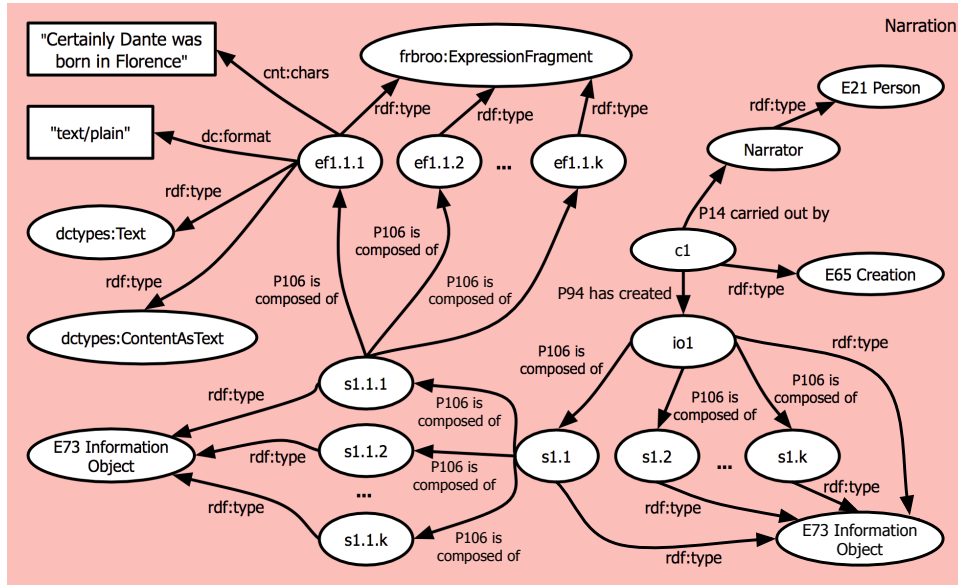 Narration
"Certainly Dante was
born in Florence"
frbroo:ExpressionFragment
cnt:chars
rdf:type
rdf:type
rdf:type
E21 Person
rdf:type
"text/plain"
dc:format
ef1.1.1
ef1.1.2
...
ef1.1.k
Narrator
rdf:type
P14 carried out by
dctypes:Text
P106 is
composed of
P106 is
composed of
P106 is
composed of
c1
E65 Creation
rdf:type
rdf:type
P94 has created
dctypes:ContentAsText
io1
rdf:type
P106 is
composed of
P106 is
composed of
P106 is
composed of
s1.1.1
rdf:type
P106 is
composed of
E73 Information
Object
rdf:type
s1.1.2
P106 is
composed of
s1.1
s1.2
...
s1.k
...
rdf:type
rdf:type
rdf:type
s1.1.k
P106 is
composed of
rdf:type
E73 Information
Object